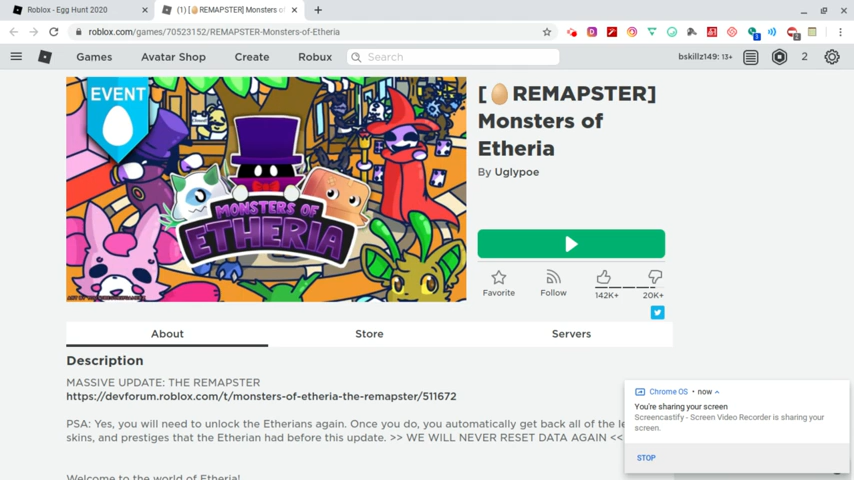 Roblox - Egg Hunt 2020
(1) [🥚REMAPSTER] Monsters of
roblox.com/games/70523152/REMAPSTER-Monsters-of-Etheria
Games
Avatar Shop
Create
Robux
Search
bskillz149: 13+
2
EVENT
MONSTERS OF
ETHERIA
[🥚REMAPSTER]
Monsters of
Etheria
By Uglypoe
Favorite
Follow
142K+
20K+
About
Store
Servers
Description
MASSIVE UPDATE: THE REMAPSTER
https://devforum.roblox.com/t/monsters-of-etheria-the-remapster/511672
PSA: Yes, you will need to unlock the Etherians again. Once you do, you automatically get back all of the le
skins, and prestiges that the Etherian had before this update. >> WE WILL NEVER RESET DATA AGAIN <<
Welcome to the world of Etheria!
Chrome OS • now
You're sharing your screen
Screencastify - Screen Video Recorder is sharing your
screen.
STOP